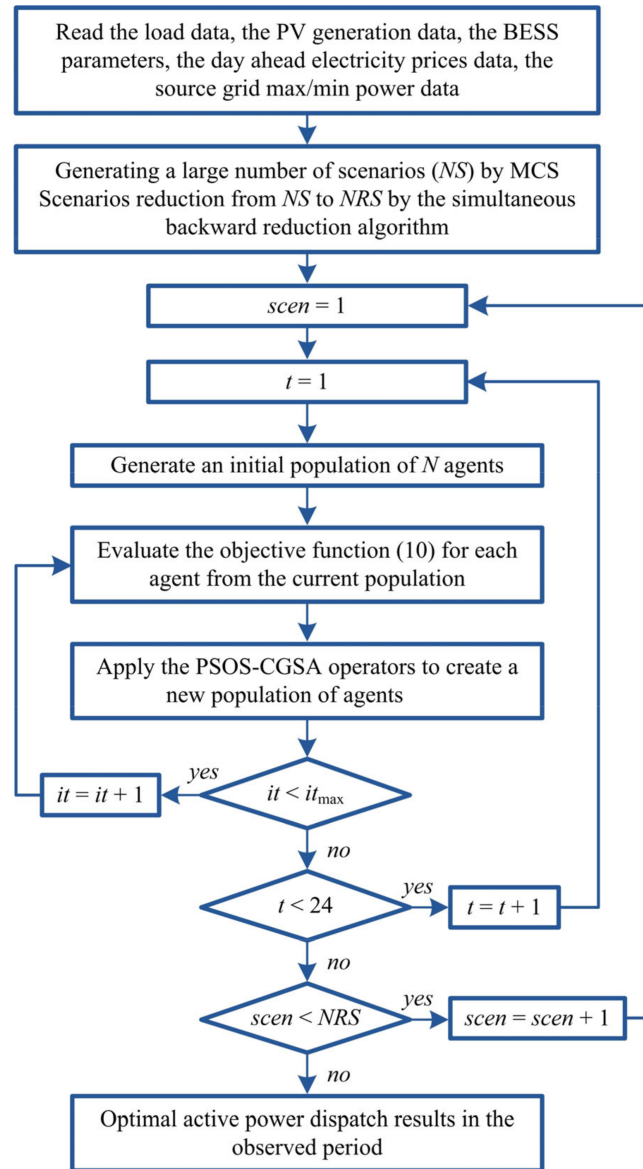 Read the load data, the PV generation data, the BESS
parameters, the day ahead electricity prices data, the
source grid max/min power data
Generating a large number of scenarios (NS) by MCS
Scenarios reduction from NS to NRS by the simultaneous
backward reduction algorithm
scen = 1
t = 1
Generate an initial population of N agents
Evaluate the objective function (10) for each
agent from the current population
Apply the PSOS-CGSA operators to create a
new population of agents
it = it + 1
yes
it < itmax
no
t < 24
yes
t = t + 1
no
scen < NRS
yes
scen = scen + 1
no
Optimal active power dispatch results in the
observed period